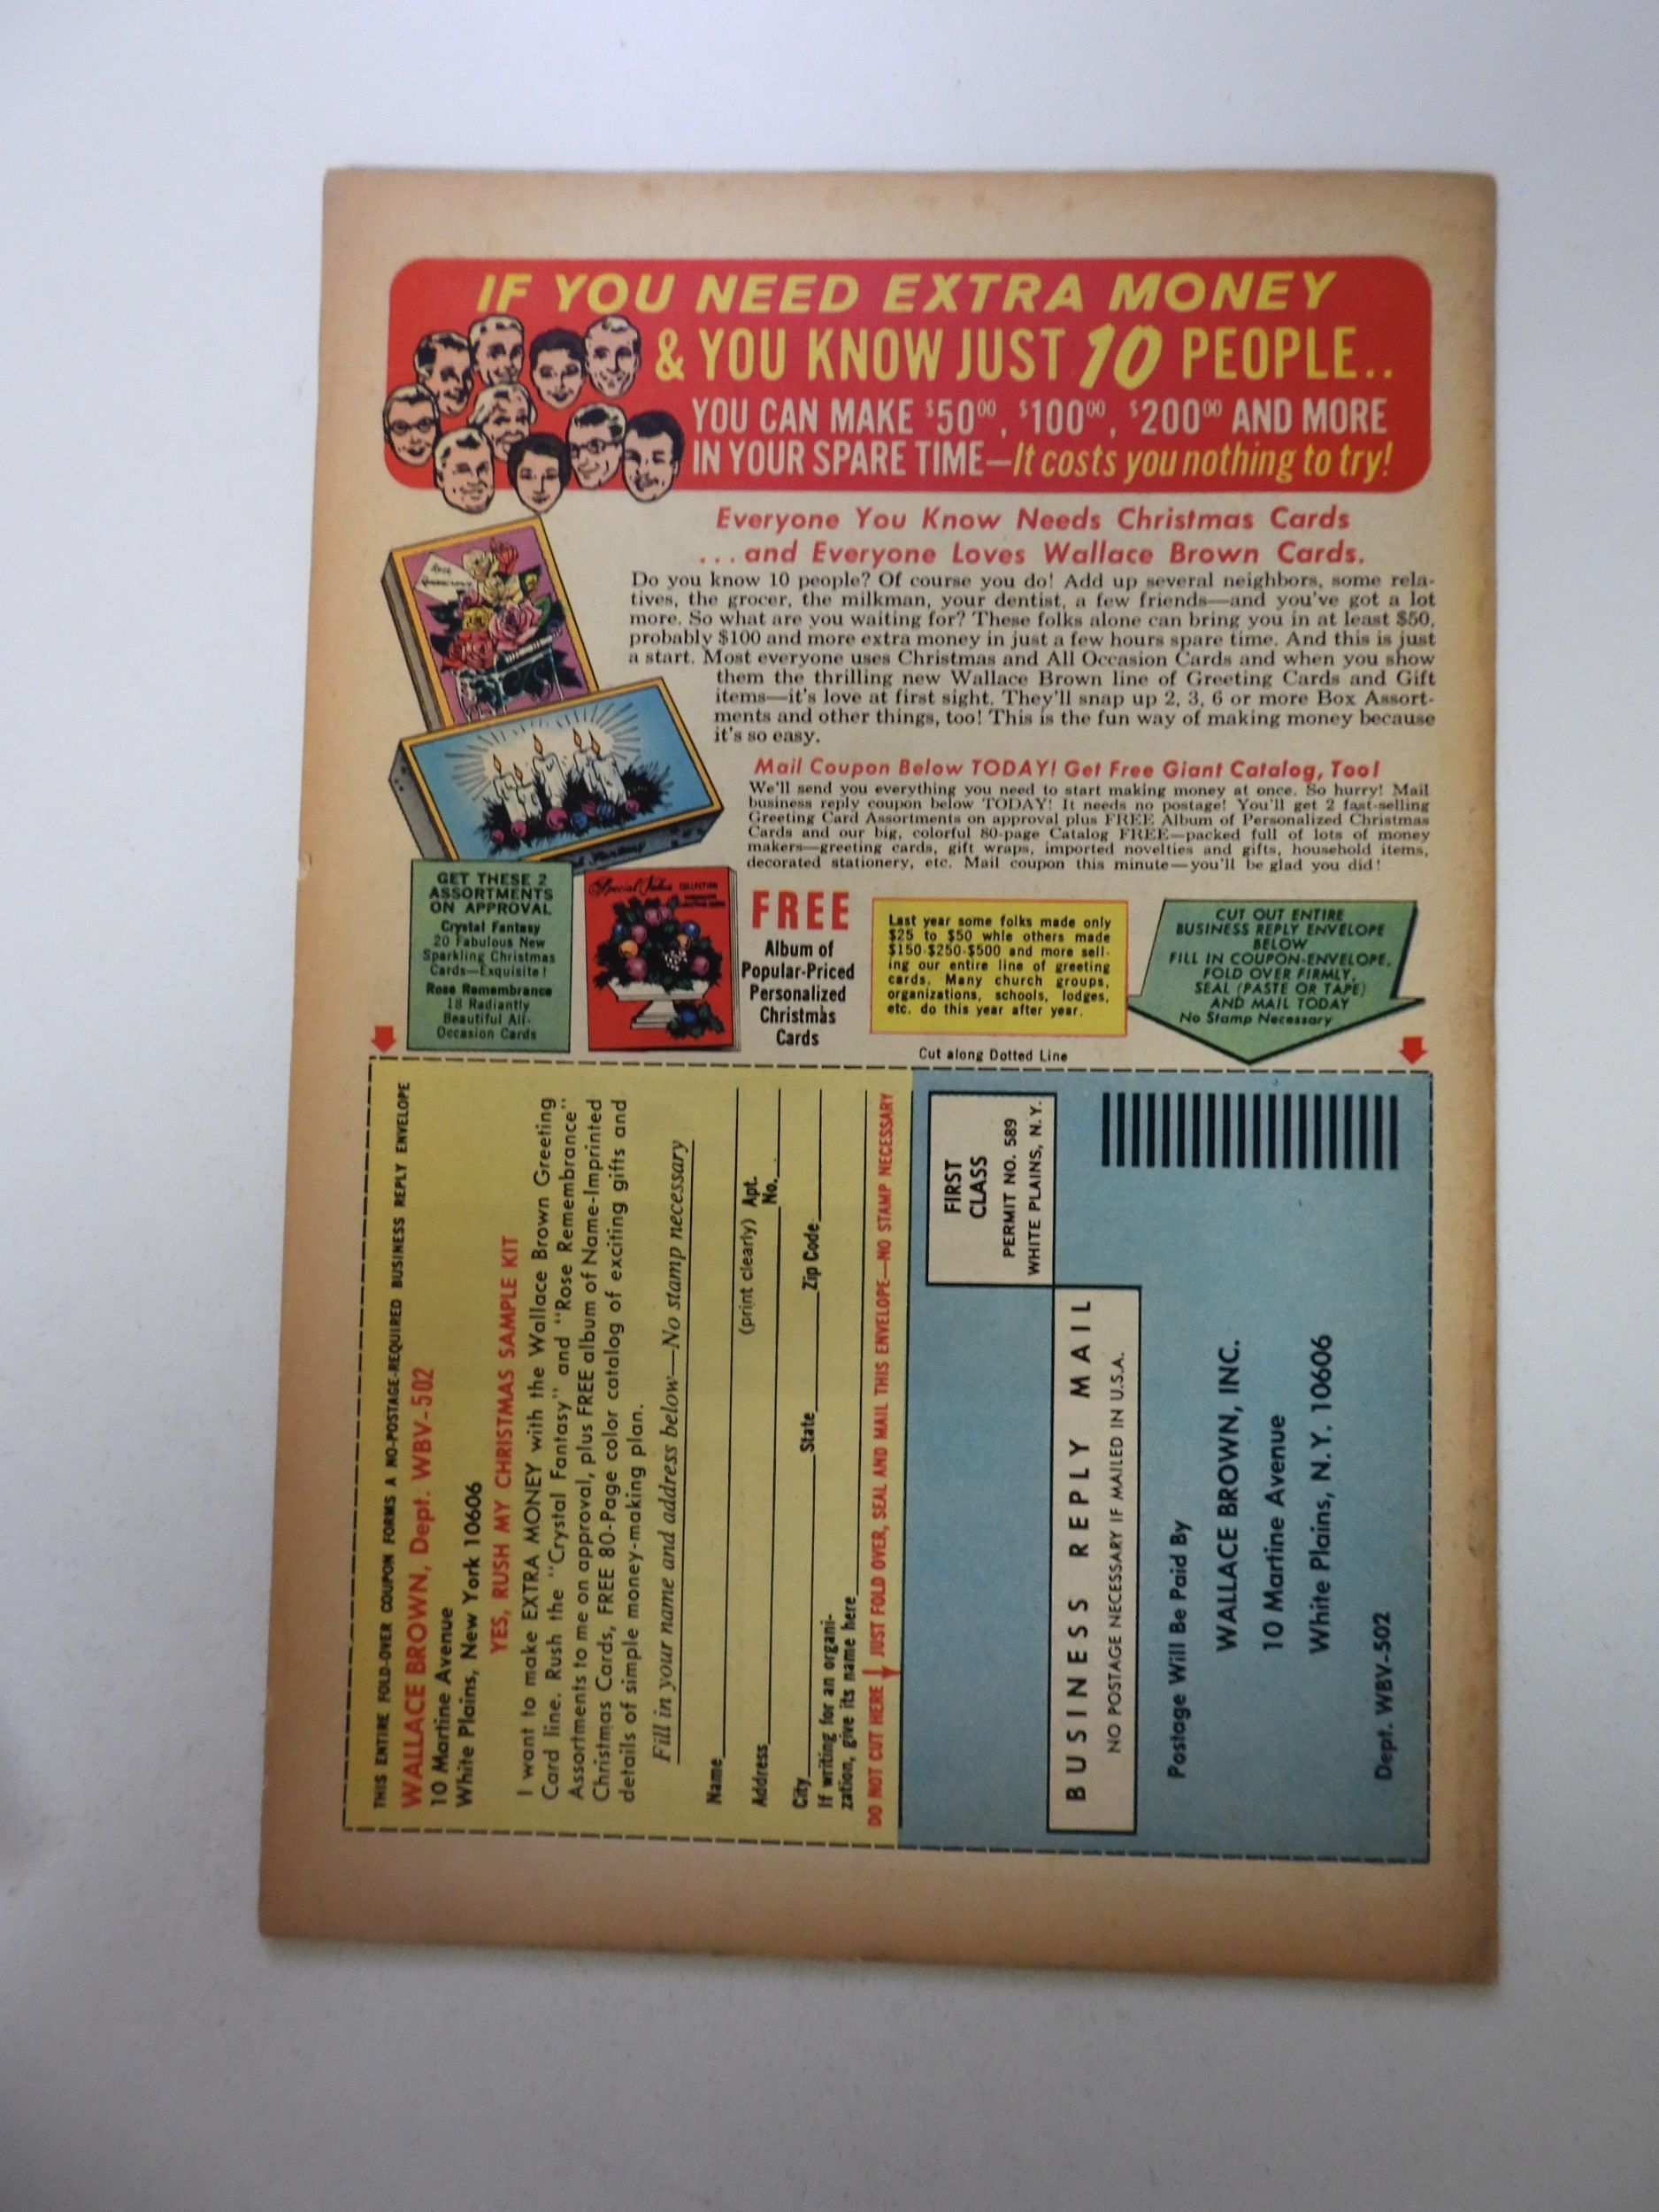 IF YOU NEED EXTRA MONEY
& YOU KNOW JUST 10 PEOPLE..
YOU CAN MAKE $50⁰⁰, $100⁰⁰, $200⁰⁰ AND MORE
IN YOUR SPARE TIME—It costs you nothing to try!
Everyone You Know Needs Christmas Cards
...and Everyone Loves Wallace Brown Cards.
Do you know 10 people? Of course you do! Add up several neighbors, some rela-
tives, the grocer, the milkman, your dentist, a few friends—and you've got a lot
more. So what are you waiting for? These folks alone can bring you in at least $50,
probably $100 and more extra money in just a few hours spare time. And this is just
a start. Most everyone uses Christmas and All Occasion Cards and when you show
them the thrilling new Wallace Brown line of Greeting Cards and Gift
items—it's love at first sight. They'll snap up 2, 3, 6 or more Box Assort-
ments and other things, too! This is the fun way of making money because
it's so easy.
Mail Coupon Below TODAY! Get Free Giant Catalog, Too!
We'll send you everything you need to start making money at once. So hurry! Mail
business reply coupon below TODAY! It needs no postage! You'll get 2 fast-selling
Greeting Card Assortments on approval plus FREE Album of Personalized Christmas
Cards and our big, colorful 80-page Catalog FREE—packed full of lots of money
makers—greeting cards, gift wraps, imported novelties and gifts, household items,
decorated stationery, etc. Mail coupon this minute—you'll be glad you did!
GET THESE 2
ASSORTMENTS
ON APPROVAL
Crystal Fantasy
20 Fabulous New
Sparkling Christmas
Cards—Exquisite!
Rose Remembrance
18 Radiantly
Beautiful All-
Occasion Cards
Special Value COLLECTION
FREE
Album of
Popular-Priced
Personalized
Christmas
Cards
Last year some folks made only
$25 to $50 whle others made
$150-$250-$500 and more sell-
ing our entire line of greeting
cards. Many church groups,
organizations, schools, lodges,
etc. do this year after year.
CUT OUT ENTIRE
BUSINESS REPLY ENVELOPE
BELOW
FILL IN COUPON-ENVELOPE,
FOLD OVER FIRMLY,
SEAL (PASTE OR TAPE)
AND MAIL TODAY
No Stamp Necessary
Cut along Dotted Line
THIS ENTIRE FOLD-OVER COUPON FORMS A NO-POSTAGE-REQUIRED BUSINESS REPLY ENVELOPE
WALLACE BROWN, Dept. WBV-502
10 Martine Avenue
White Plains, New York 10606
YES, RUSH MY CHRISTMAS SAMPLE KIT
I want to make EXTRA MONEY with the Wallace Brown Greeting
Card line. Rush the "Crystal Fantasy" and "Rose Remembrance"
Assortments to me on approval, plus FREE album of Name-Imprinted
Christmas Cards, FREE 80-Page color catalog of exciting gifts and
details of simple money-making plan.
Fill in your name and address below—No stamp necessary
Name
(print clearly) Apt.
Address No.
City State Zip Code
If writing for an organi-
zation, give its name here
DO NOT CUT HERE JUST FOLD OVER, SEAL AND MAIL THIS ENVELOPE—NO STAMP NECESSARY
FIRST
CLASS
PERMIT NO. 589
WHITE PLAINS, N.Y.
BUSINESS REPLY MAIL
NO POSTAGE NECESSARY IF MAILED IN U.S.A.
Postage Will Be Paid By
WALLACE BROWN, INC.
10 Martine Avenue
White Plains, N.Y. 10606
Dept. WBV-502